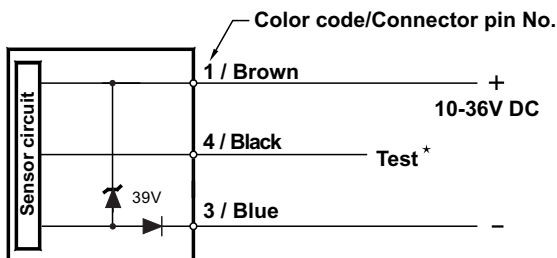 Color code/Connector pin No.
1 / Brown
+
10-36V DC
4 / Black
Test*
Sensor circuit
39V
3 / Blue
-